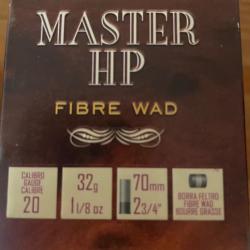 MASTER
HP
FIBRE WAD
CALIBRO
GAUGE
CALIBRE
20
32g
1 1/8 oz
70mm
2 3/4"
BORRA FELTRO
FIBRE WAD
BOURRE GRASSE